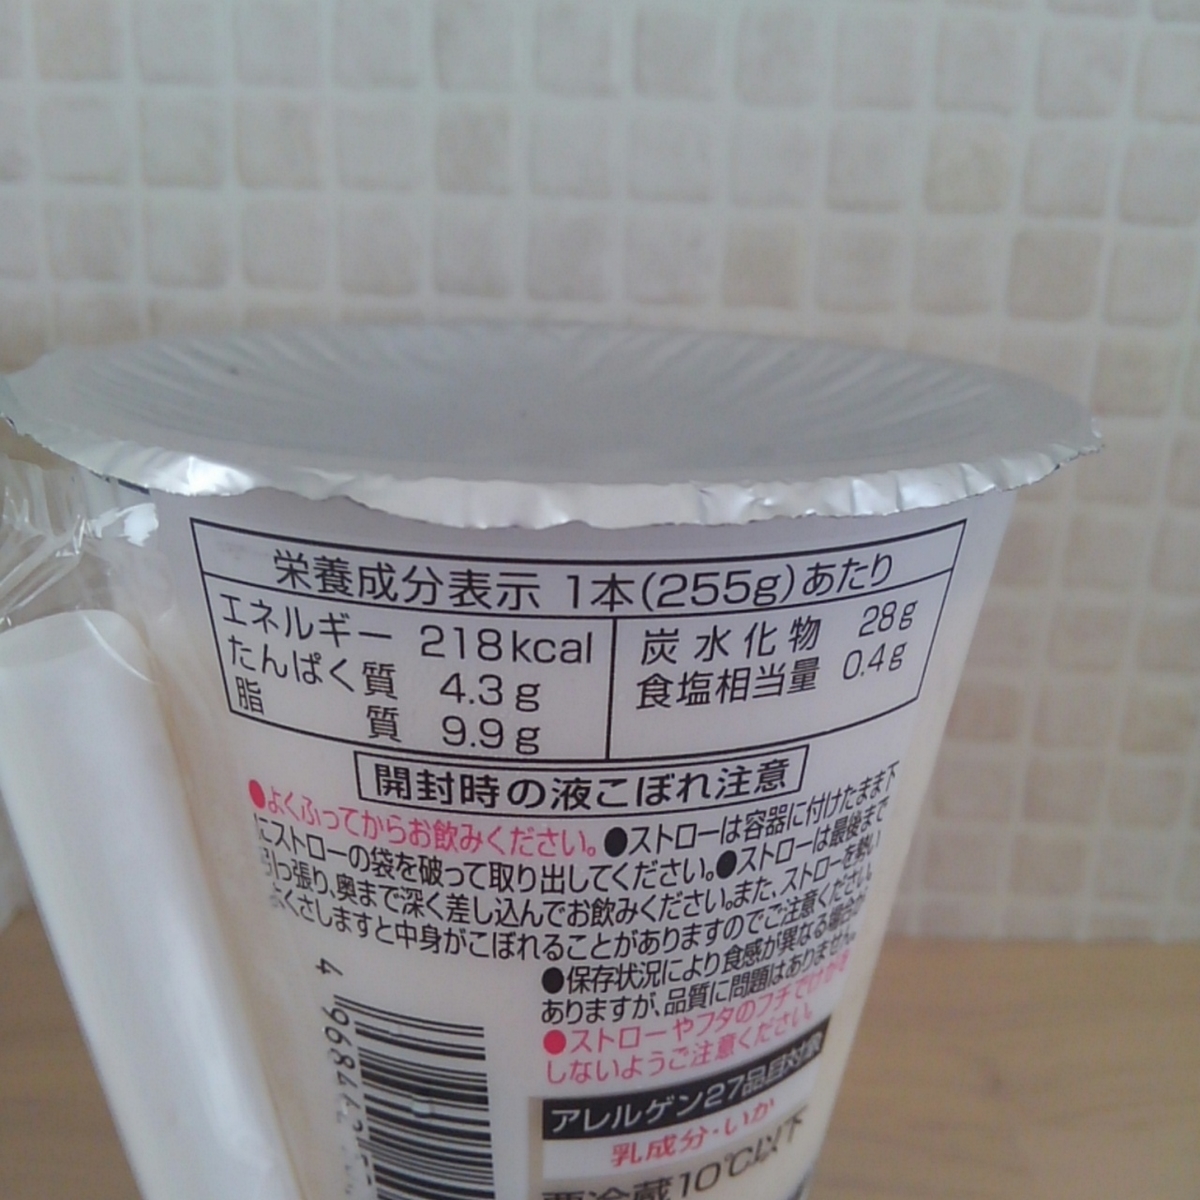 栄養成分表示 1本(255g)あたり
エネルギー 218kcal
たんぱく質 4.3g
脂質 9.9g
炭水化物 28g
食塩相当量 0.4g
開封時の液こぼれ注意
●よくふってからお飲みください。●ストローは容器に付けたまま下
にストローの袋を破って取り出してください。●ストローは最後まで
引っ張り、奥まで深く差し込んでお飲みください。また、ストローを勢い
よくさしますと中身がこぼれることがありますのでご注意ください。
●保存状況により食感が異なる場合が
ありますが、品質に問題はありません。
●ストローやフタのフチでけがを
しないようご注意ください。
アレルゲン27品目対象
乳成分・いか
要冷蔵10℃以下